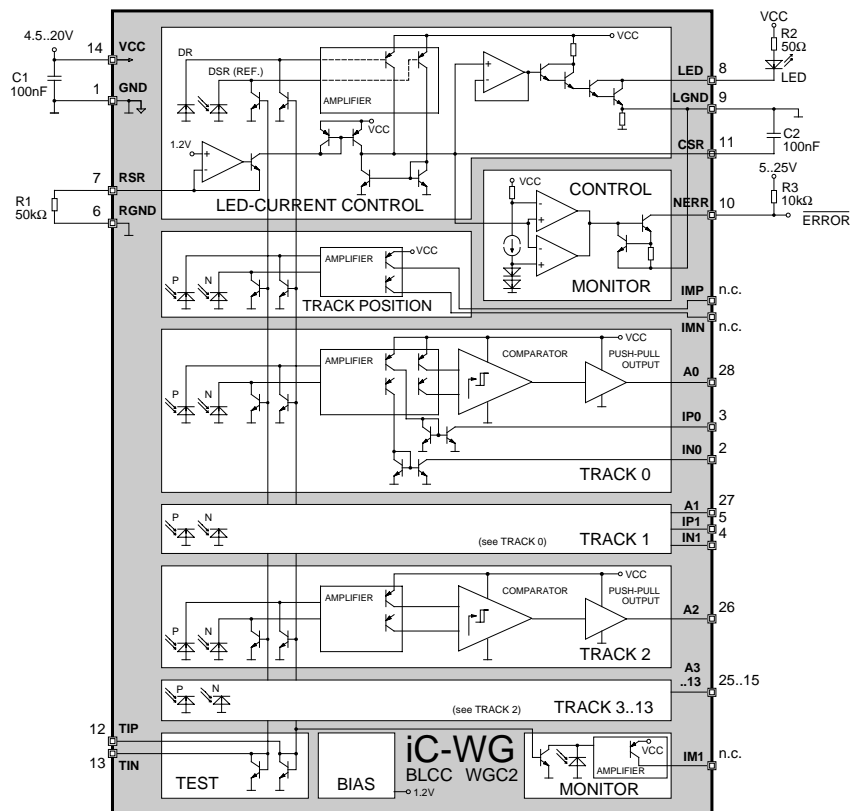 4.5..20V
14 VCC
C1
100nF
1 GND
7 RSR
R1
50kΩ
6 RGND
12 TIP
13 TIN
DR
DSR (REF.)
AMPLIFIER
VCC
1.2V
+
-
VCC
+
-
LED-CURRENT CONTROL
VCC
R2
50Ω
LED
LED 8
LGND 9
CSR 11
C2
100nF
5..25V
R3
10kΩ
NERR 10
ERROR
CONTROL
VCC
-
+
-
+
MONITOR
P N
AMPLIFIER
VCC
TRACK POSITION
IMP n.c.
IMN n.c.
P N
AMPLIFIER
VCC
COMPARATOR
PUSH-PULL
OUTPUT
A0 28
IP0 3
IN0 2
TRACK 0
P N
(see TRACK 0) TRACK 1
A1 27
IP1 5
IN1 4
P N
AMPLIFIER
VCC
COMPARATOR
PUSH-PULL
OUTPUT
A2 26
TRACK 2
P N
(see TRACK 2) TRACK 3..13
A3
..13 25..15
TEST
BIAS
1.2V
iC-WG
BLCC WGC2
VCC
AMPLIFIER
MONITOR
IM1 n.c.